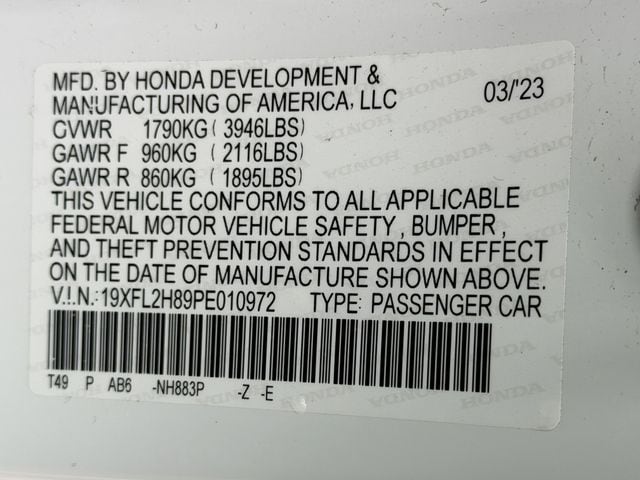 MFD. BY HONDA DEVELOPMENT &
MANUFACTURING OF AMERICA, LLC 03/'23
GVWR 1790KG ( 3946LBS)
GAWR F 960KG ( 2116LBS)
GAWR R 860KG ( 1895LBS)
THIS VEHICLE CONFORMS TO ALL APPLICABLE
FEDERAL MOTOR VEHICLE SAFETY , BUMPER ,
AND THEFT PREVENTION STANDARDS IN EFFECT
ON THE DATE OF MANUFACTURE SHOWN ABOVE.
V.I.N.:19XFL2H89PE010972 TYPE: PASSENGER CAR
T49 P AB6 -NH883P -Z -E